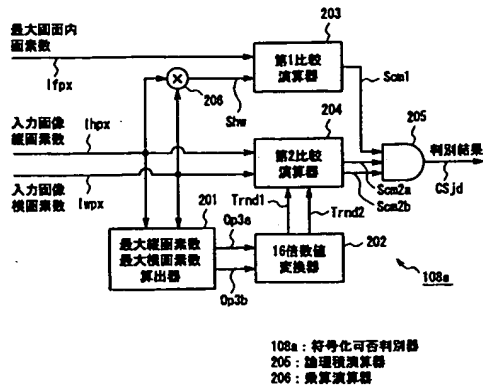 最大画面内
画素数
lfpx
203
第1比較
演算器
Scm1
206
Shw
入力画像
縦画素数
lhpx
204
205
第2比較
演算器
判別結果
CSjd
Scm2a
Scm2b
入力画像
横画素数
lwpx
Trnd1
Trnd2
201
Op3a
最大縦画素数
最大横画素数
算出器
Op3b
16倍数値
変換器
202
108a
108a:符号化可否判別器
205:論理積演算器
206:乗算演算器